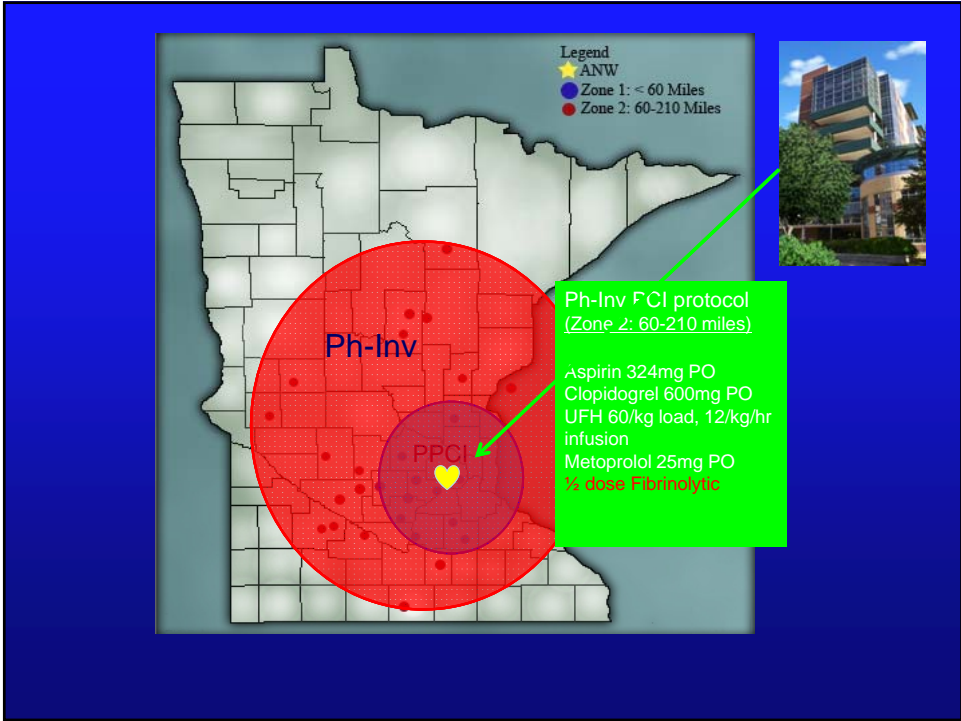 Legend
ANW
Zone 1: < 60 Miles
Zone 2: 60-210 Miles
Ph-Inv
PPCI
Ph-Inv PCI protocol
(Zone 2: 60-210 miles)
Aspirin 324mg PO
Clopidogrel 600mg PO
UFH 60/kg load, 12/kg/hr
infusion
Metoprolol 25mg PO
½ dose Fibrinolytic